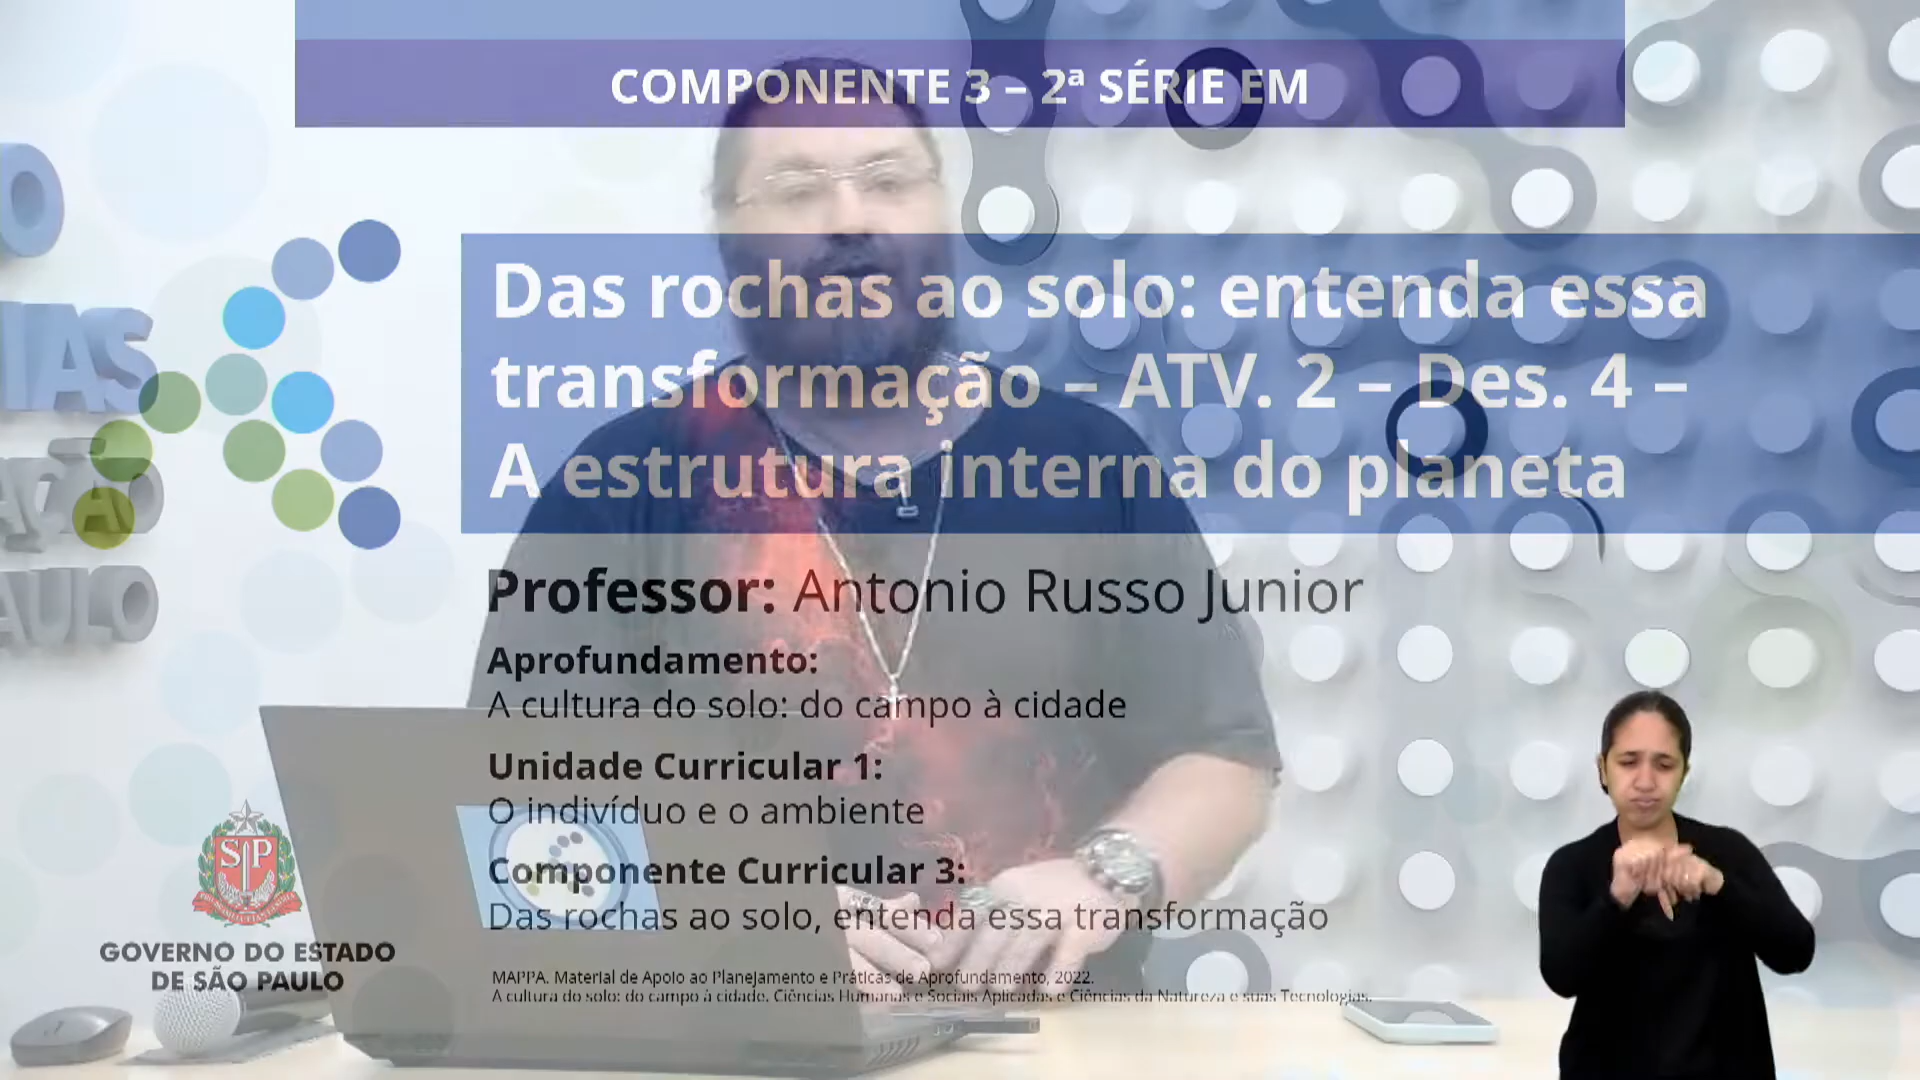 COMPONENTE 3 – 2ª SÉRIE EM
Das rochas ao solo: entenda essa
transformação – ATV. 2 – Des. 4 –
A estrutura interna do planeta
Professor: Antonio Russo Junior
Aprofundamento:
A cultura do solo: do campo à cidade
Unidade Curricular 1:
O indivíduo e o ambiente
Componente Curricular 3:
Das rochas ao solo, entenda essa transformação
MAPPA. Material de Apoio ao Planejamento e Práticas de Aprofundamento, 2022.
A cultura do solo: do campo à cidade. Ciências Humanas e Sociais Aplicadas e Ciências da Natureza e suas Tecnologias.
O
IAS
AÇÃO
AULO
SP
GOVERNO DO ESTADO
DE SÃO PAULO